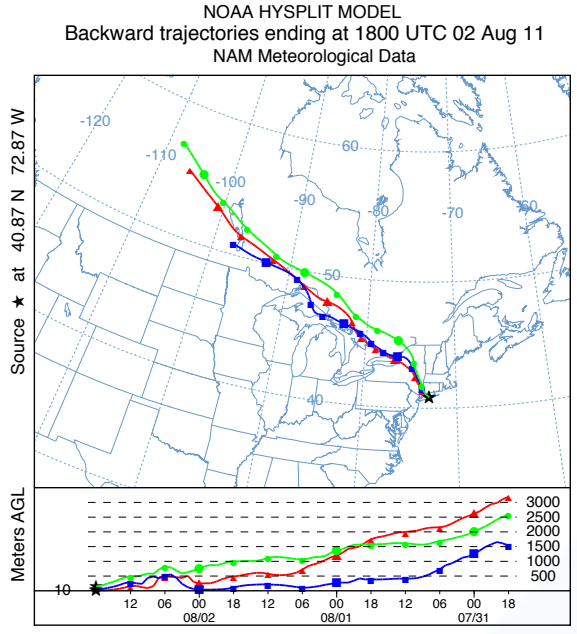 NOAA HYSPLIT MODEL
Backward trajectories ending at 1800 UTC 02 Aug 11
NAM Meteorological Data
Source ★ at 40.87 N 72.87 W
-120
-110
-100
-90
-80
-70
-60
60
50
40
Meters AGL
10
3000
2500
2000
1500
1000
500
12 06 00 18 12 06 00 18 12 06 00 18
08/02 08/01 07/31